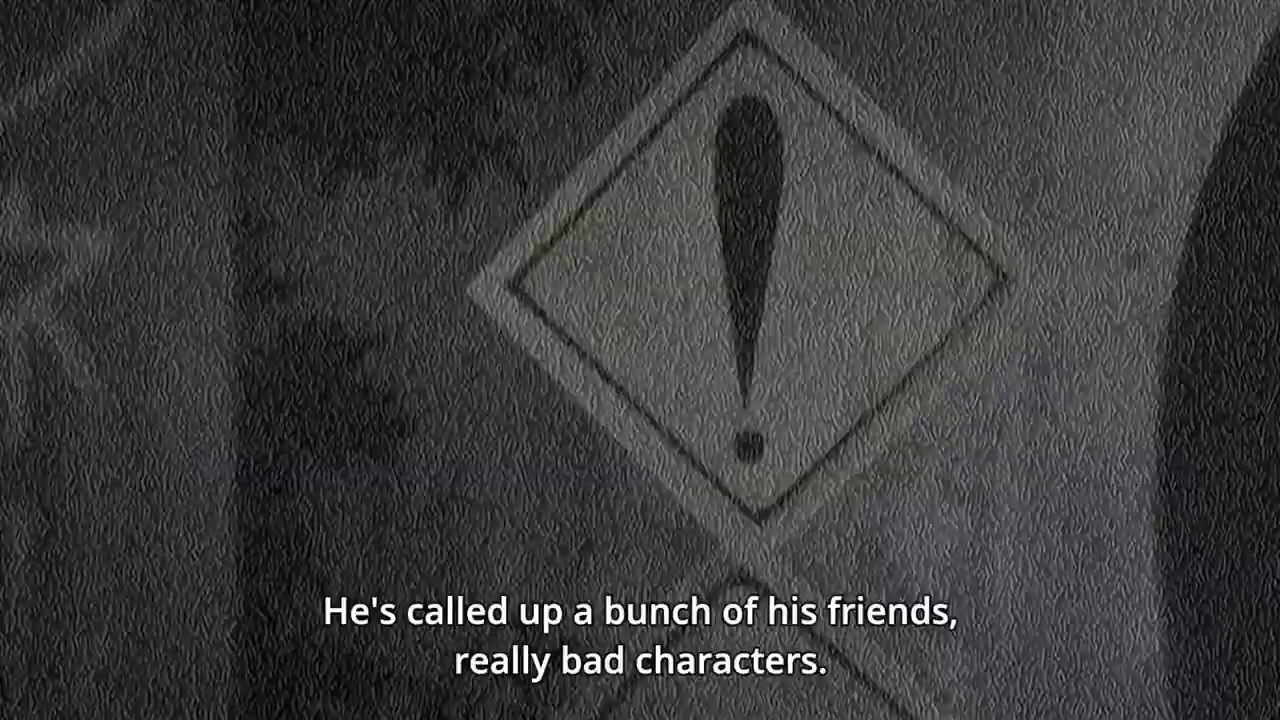 !
He's called up a bunch of his friends,
really bad characters.